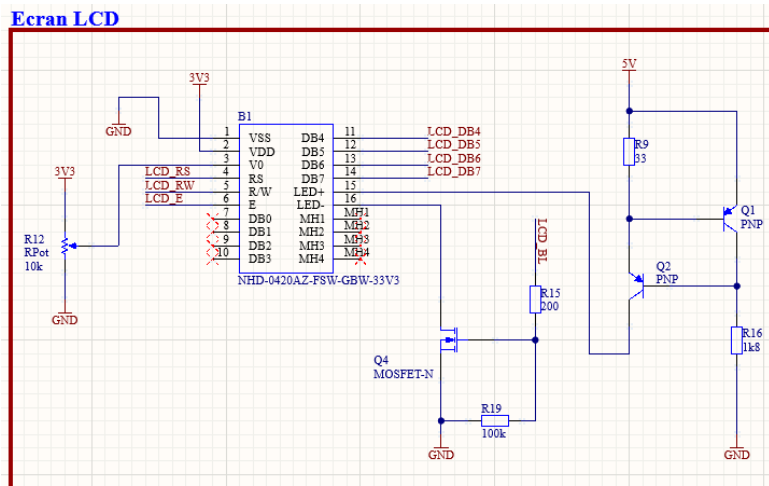 Ecran LCD
3V3
GND
B1
1 VSS DB4 11 LCD_DB4
2 VDD DB5 12 LCD_DB5
3 V0 DB6 13 LCD_DB6
LCD_RS 4 RS DB7 14 LCD_DB7
LCD_RW 5 R/W LED+ 15
LCD_E 6 E LED- 16
7 DB0 MH1 MH1
8 DB1 MH2 MH2
9 DB2 MH3 MH3
10 DB3 MH4 MH4
NHD-0420AZ-FSW-GBW-33V3
3V3
R12
RPot
10k
GND
LCD_BL
R15
200
Q4
MOSFET-N
R19
100k
GND
5V
R9
33
Q1
PNP
Q2
PNP
R16
1k8
GND